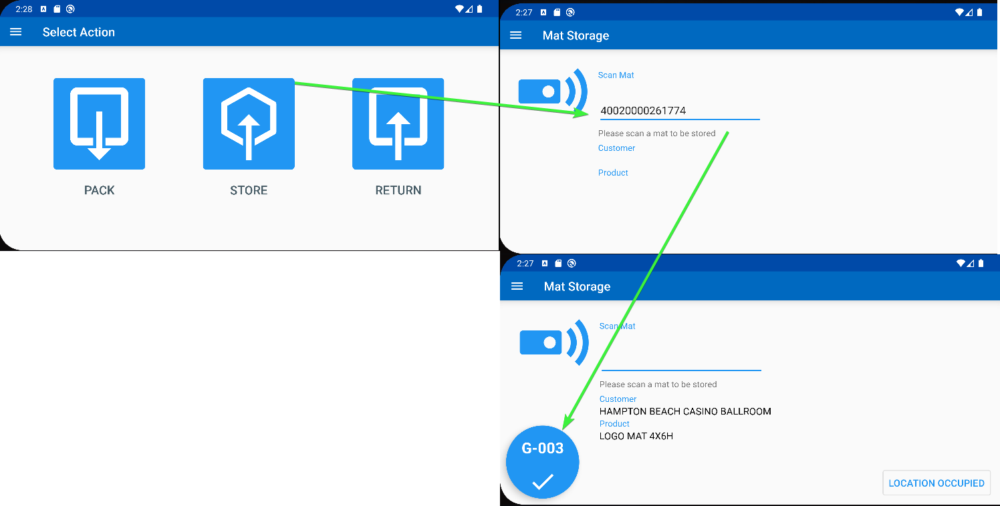 2:28
Select Action
PACK
STORE
RETURN
2:27
Mat Storage
Scan Mat
40020000261774
Please scan a mat to be stored
Customer
Product
2:27
Mat Storage
Scan Mat
Please scan a mat to be stored
Customer
HAMPTON BEACH CASINO BALLROOM
Product
LOGO MAT 4X6H
G-003
LOCATION OCCUPIED